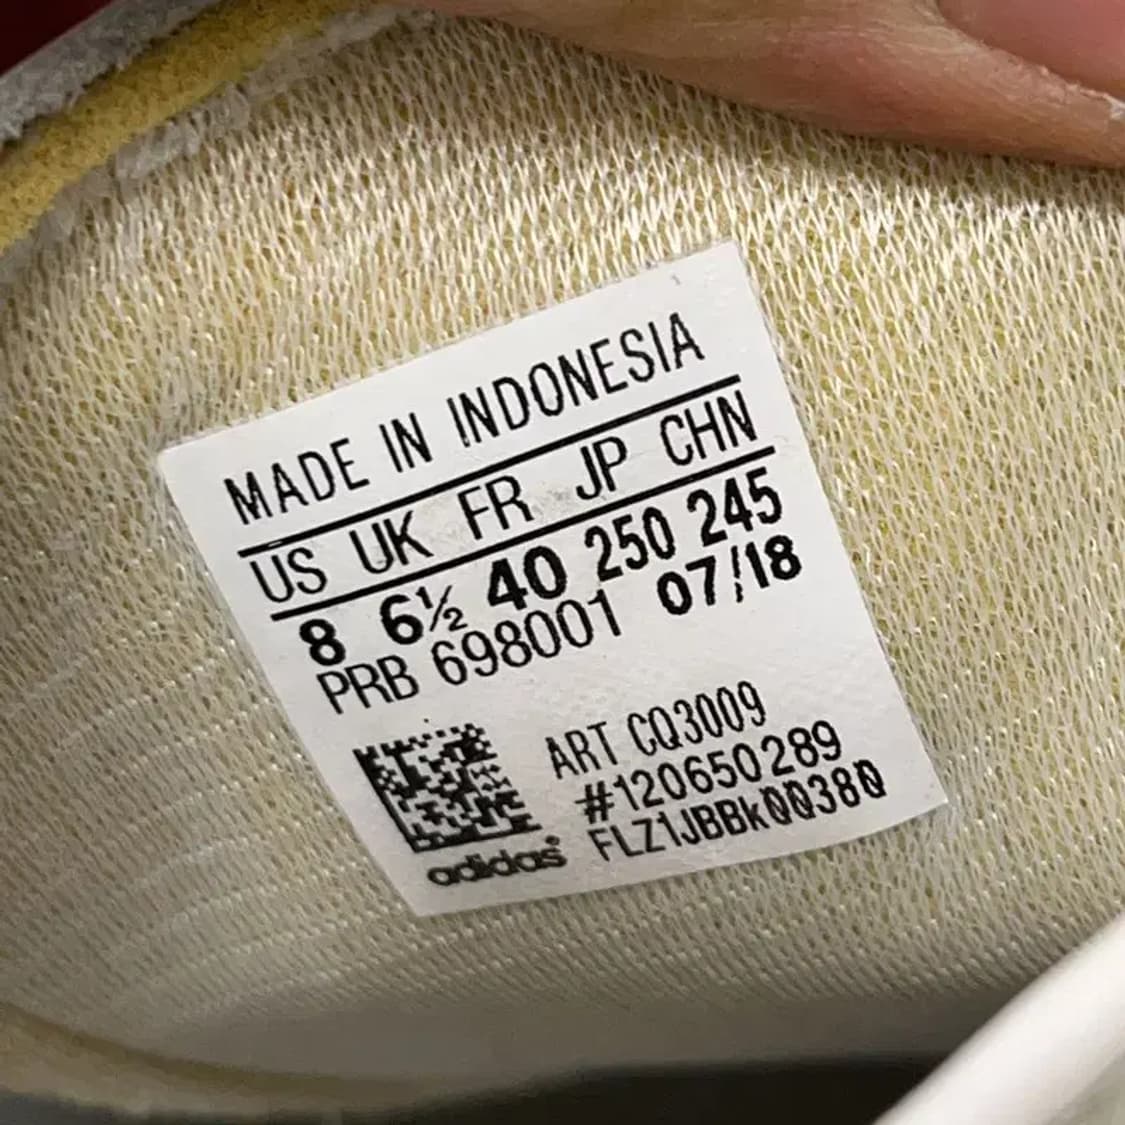 MADE IN INDONESIA
US UK FR JP CHN
8 6½ 40 250 245
PRB 698001 07/18
ART CQ3009
#120650289
FLZ1JBBk00380
adidas